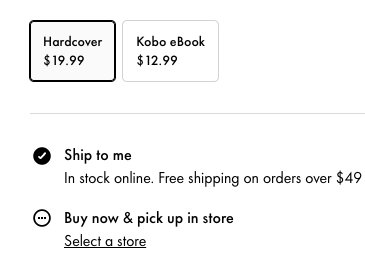 Hardcover
$19.99
Kobo eBook
$12.99
Ship to me
In stock online. Free shipping on orders over $49
Buy now & pick up in store
Select a store